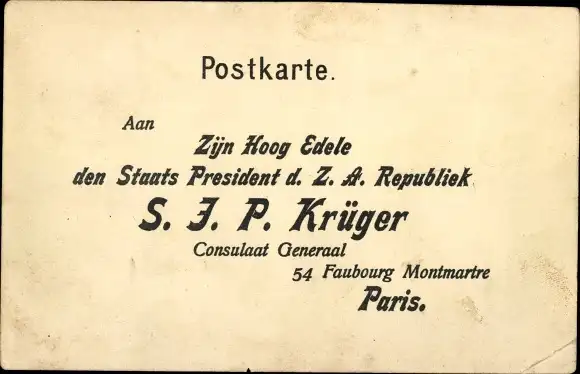 Postkarte.
Aan
Zijn Hoog Edele
den Staats President d. Z. A. Republiek
S. J. P. Krüger
Consulaat Generaal
54 Faubourg Montmartre
Paris.